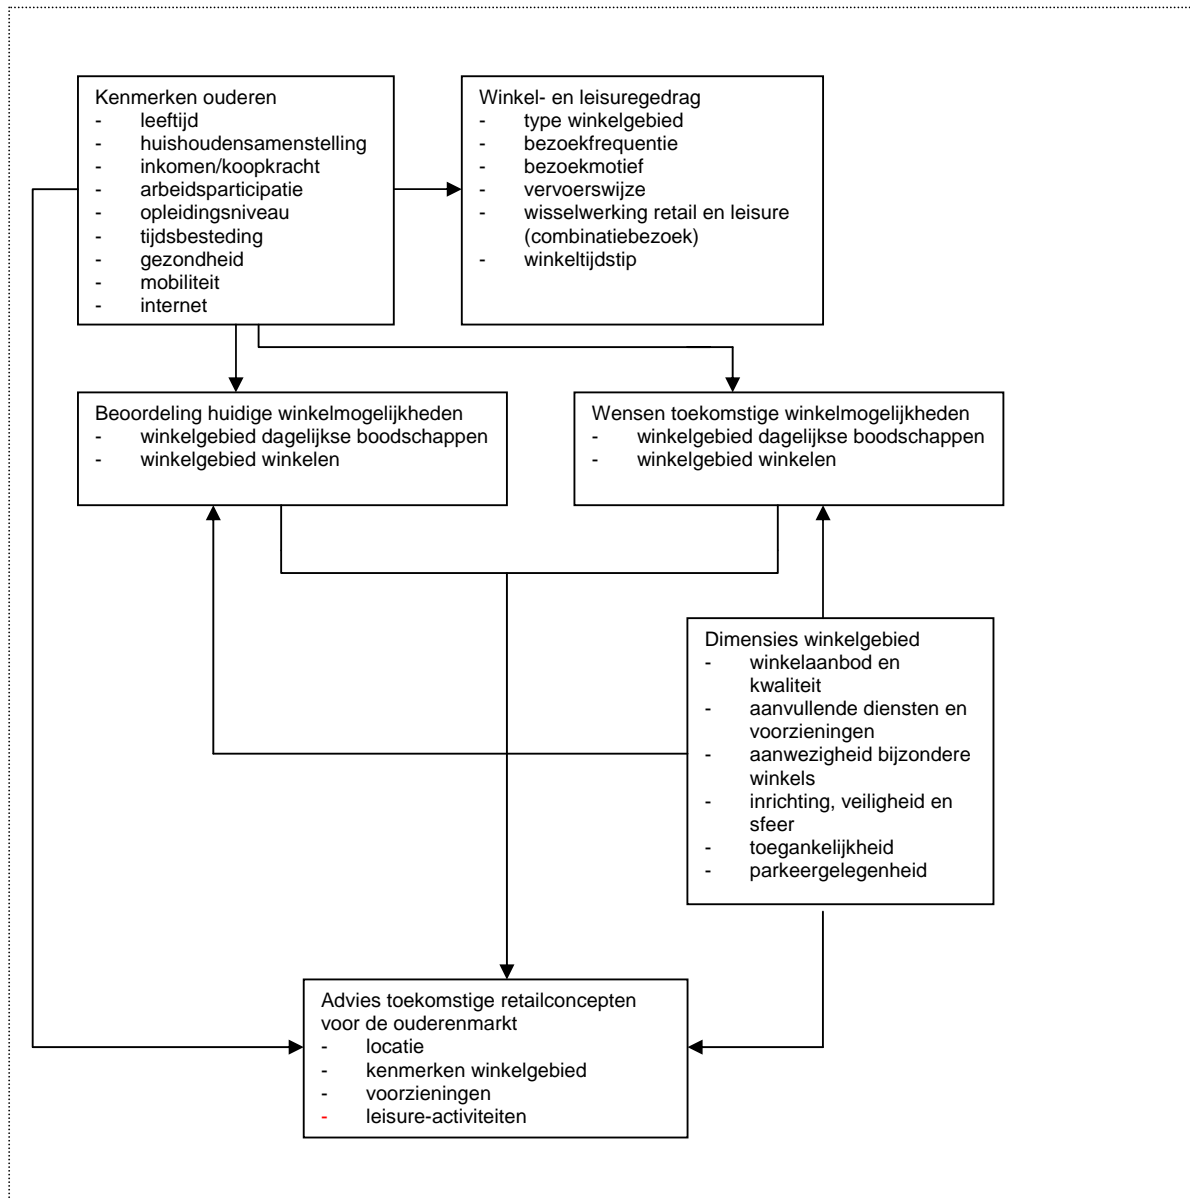 Kenmerken ouderen
- leeftijd
- huishoudensamenstelling
- inkomen/koopkracht
- arbeidsparticipatie
- opleidingsniveau
- tijdsbesteding
- gezondheid
- mobiliteit
- internet
Winkel- en leisuregedrag
- type winkelgebied
- bezoekfrequentie
- bezoekmotief
- vervoerswijze
- wisselwerking retail en leisure
(combinatiebezoek)
- winkeltijdstip
Beoordeling huidige winkelmogelijkheden
- winkelgebied dagelijkse boodschappen
- winkelgebied winkelen
Wensen toekomstige winkelmogelijkheden
- winkelgebied dagelijkse boodschappen
- winkelgebied winkelen
Dimensies winkelgebied
- winkelaanbod en
kwaliteit
- aanvullende diensten en
voorzieningen
- aanwezigheid bijzondere
winkels
- inrichting, veiligheid en
sfeer
- toegankelijkheid
- parkeergelegenheid
Advies toekomstige retailconcepten
voor de ouderenmarkt
- locatie
- kenmerken winkelgebied
- voorzieningen
- leisure-activiteiten